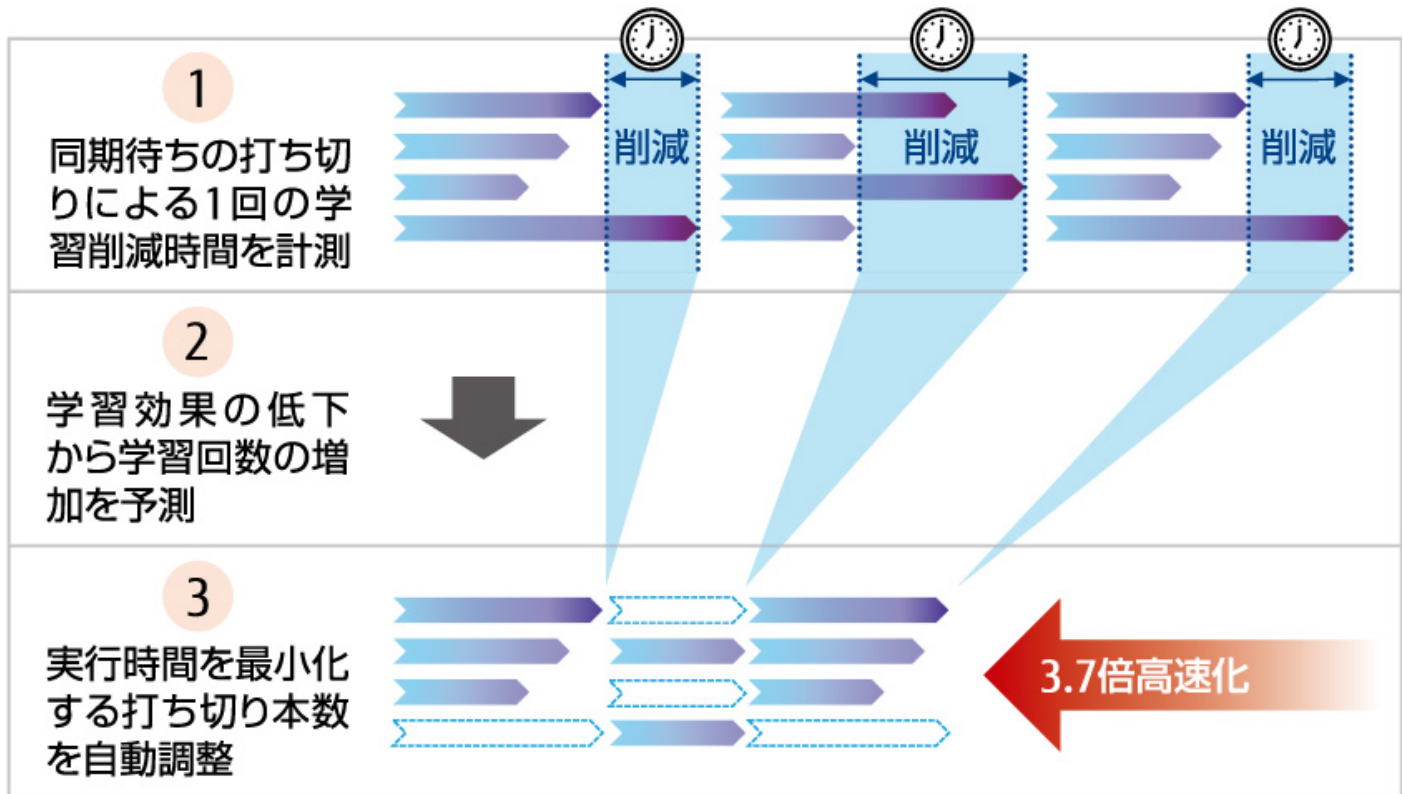 1
同期待ちの打ち切
りによる1回の学
習削減時間を計測
削減
削減
削減
2
学習効果の低下
から学習回数の増
加を予測
3
実行時間を最小化
する打ち切り本数
を自動調整
3.7倍高速化